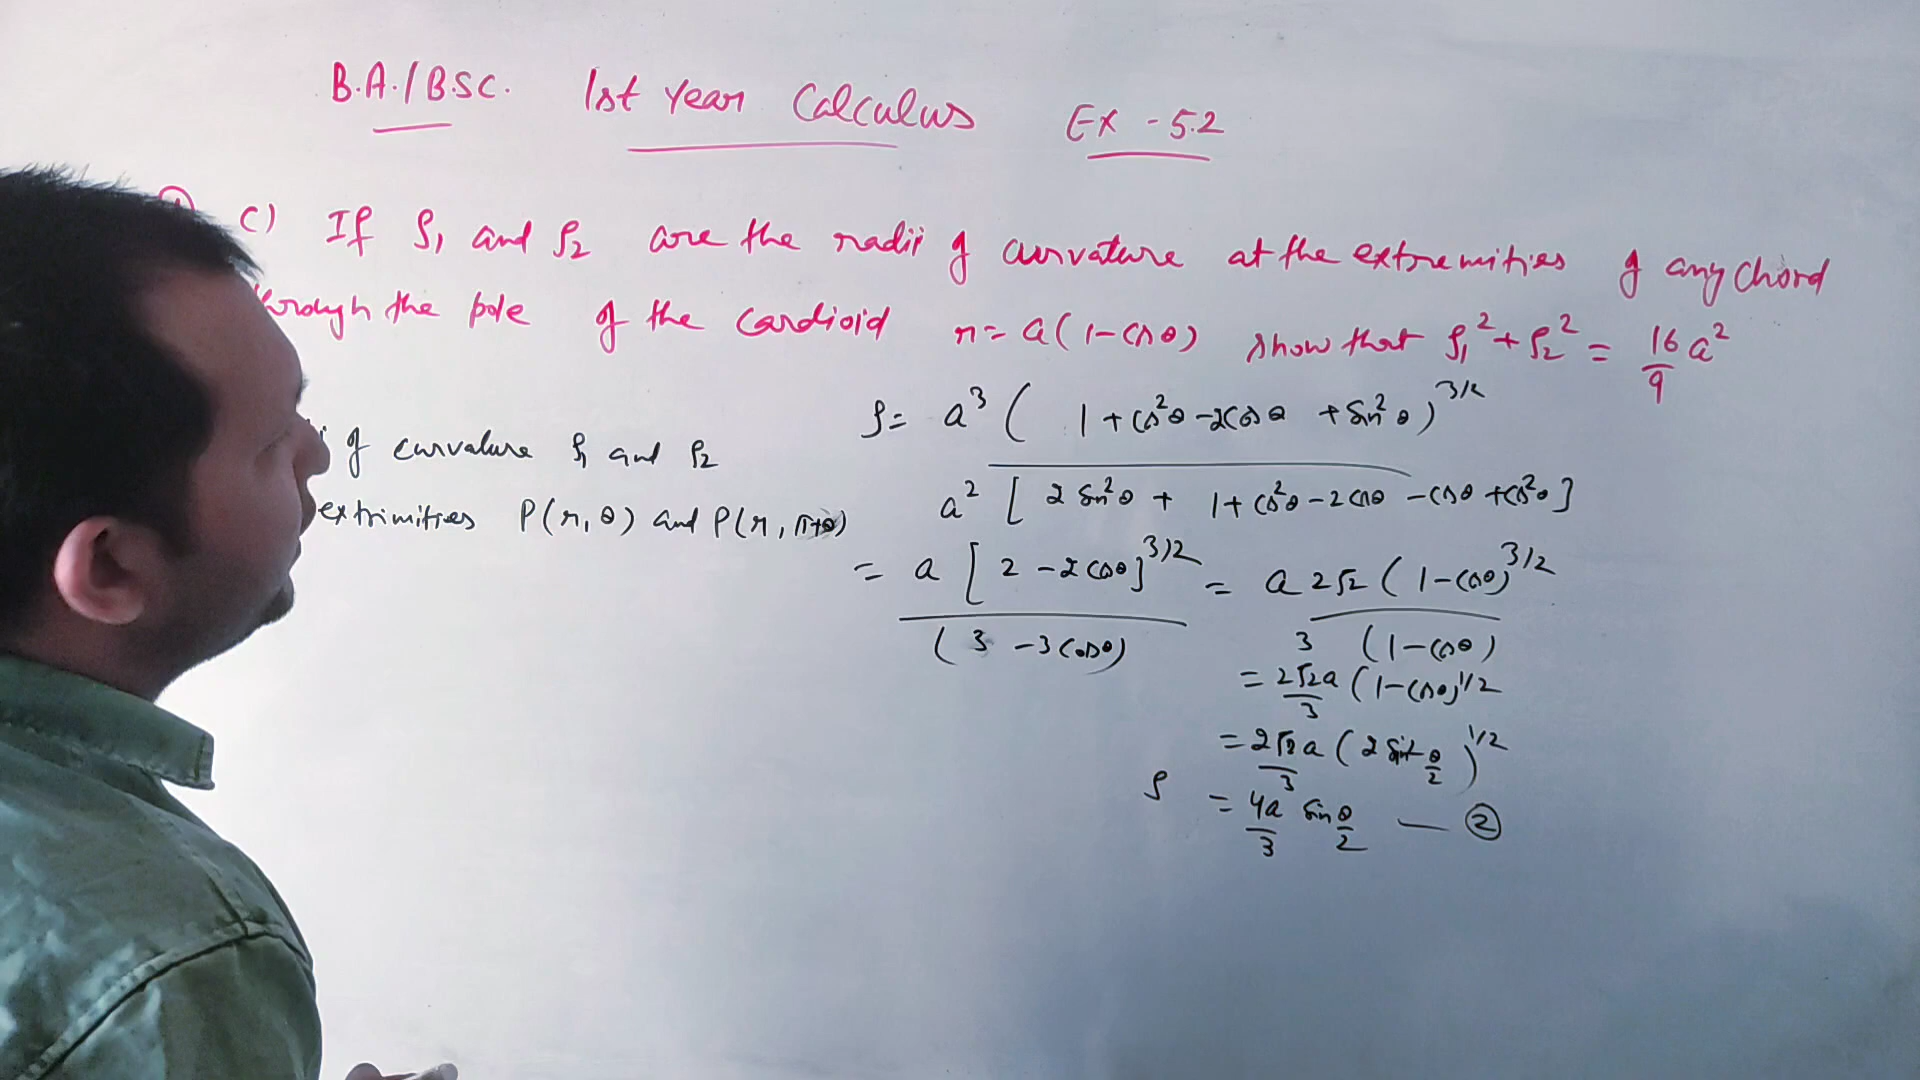 B.A./B.SC. 1st Year Calculus Ex - 5.2
c) If ρ₁ and ρ₂ are the radii of curvature at the extremities of any chord
through the pole of the cardioid r = a(1-cosθ) show that ρ₁² + ρ₂² = 16/9 a²
of curvature ρ₁ and ρ₂
extrimities P(r, θ) and P(r, π+θ)
ρ = a³ ( 1 + cos²θ - 2cosθ + sin²θ )^3/2 / a² [ 2 sin²θ + 1 + cos²θ - 2cosθ - cosθ + cos²θ ]
= a [ 2 - 2cosθ ]^3/2 / ( 3 - 3cosθ ) = a 2√2 ( 1 - cosθ )^3/2 / 3 ( 1 - cosθ )
= 2√2a/3 ( 1 - cosθ )^1/2
= 2√2a/3 ( 2 sin² θ/2 )^1/2
ρ = 4a/3 sin θ/2 — ②